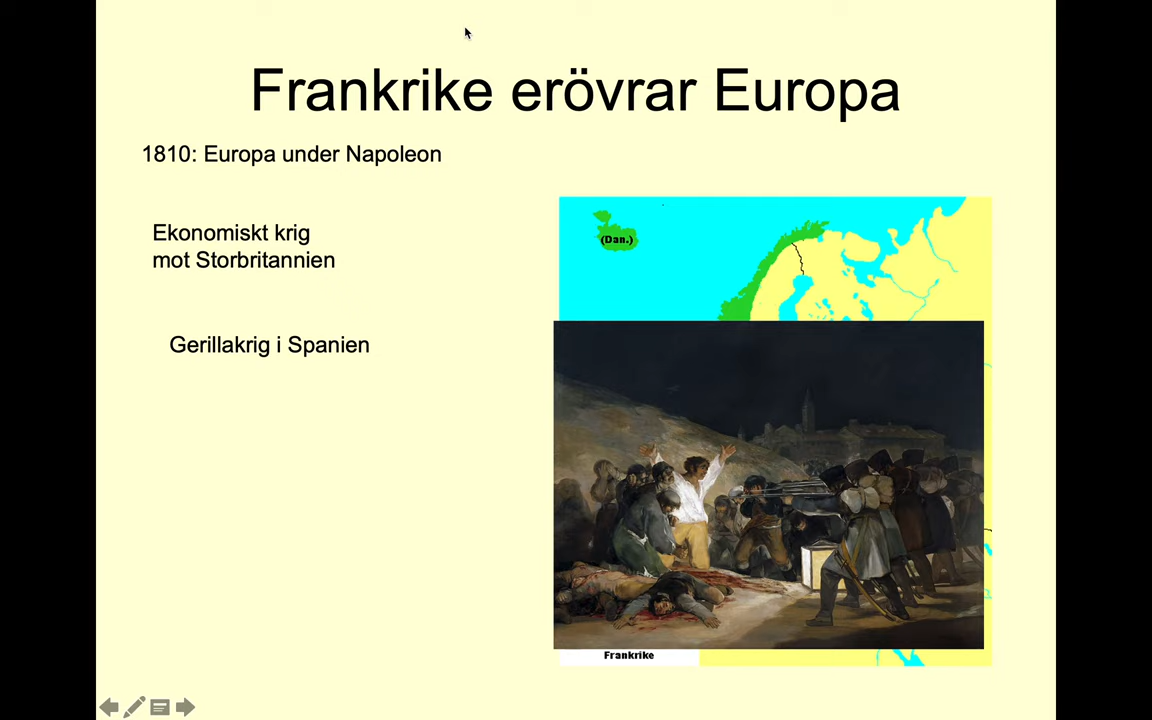 Frankrike erövrar Europa
1810: Europa under Napoleon
Ekonomiskt krig
mot Storbritannien
(Dan.)
Gerillakrig i Spanien
Frankrike